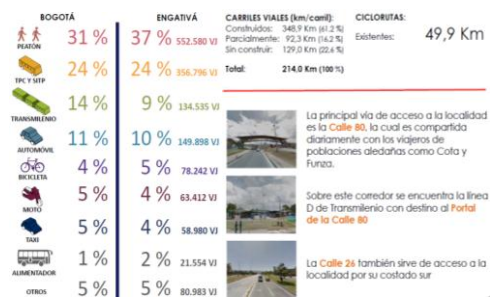 BOGOTÁ
ENGATIVÁ
PEATÓN
31 %
37 % 552.580 VJ
TPC Y SITP
24 %
24 % 356.796 VJ
TRANSMILENIO
14 %
9 % 134.535 VJ
AUTOMÓVIL
11 %
10 % 149.898 VJ
BICICLETA
4 %
5 % 78.242 VJ
MOTO
5 %
4 % 63.412 VJ
TAXI
5 %
4 % 58.980 VJ
ALIMENTADOR
1 %
2 % 21.554 VJ
OTROS
5 %
5 % 80.983 VJ
CARRILES VIALES (km/carril):
Construidos: 348,9 Km (61,2 %)
Parcialmente: 92,3 Km (16,2 %)
Sin construir: 129,0 Km (22,6 %)
Total: 214,0 Km (100 %)
CICLORUTAS:
Existentes: 49,9 Km
La principal vía de acceso a la localidad
es la Calle 80, la cual es compartida
diariamente con los viajeros de
poblaciones aledañas como Cota y
Funza.
Sobre este corredor se encuentra la línea
D de Transmilenio con destino al Portal
de la Calle 80
La Calle 26 también sirve de acceso a la
localidad por su costado sur